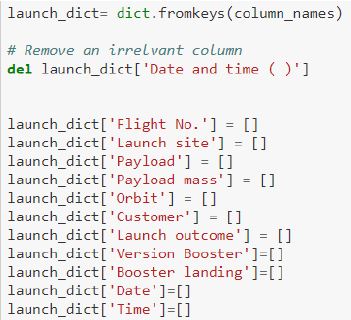 launch_dict= dict.fromkeys(column_names)
# Remove an irrelvant column
del launch_dict['Date and time ( )']
launch_dict['Flight No.'] = []
launch_dict['Launch site'] = []
launch_dict['Payload'] = []
launch_dict['Payload mass'] = []
launch_dict['Orbit'] = []
launch_dict['Customer'] = []
launch_dict['Launch outcome'] = []
launch_dict['Version Booster']=[]
launch_dict['Booster landing']=[]
launch_dict['Date']=[]
launch_dict['Time']=[]